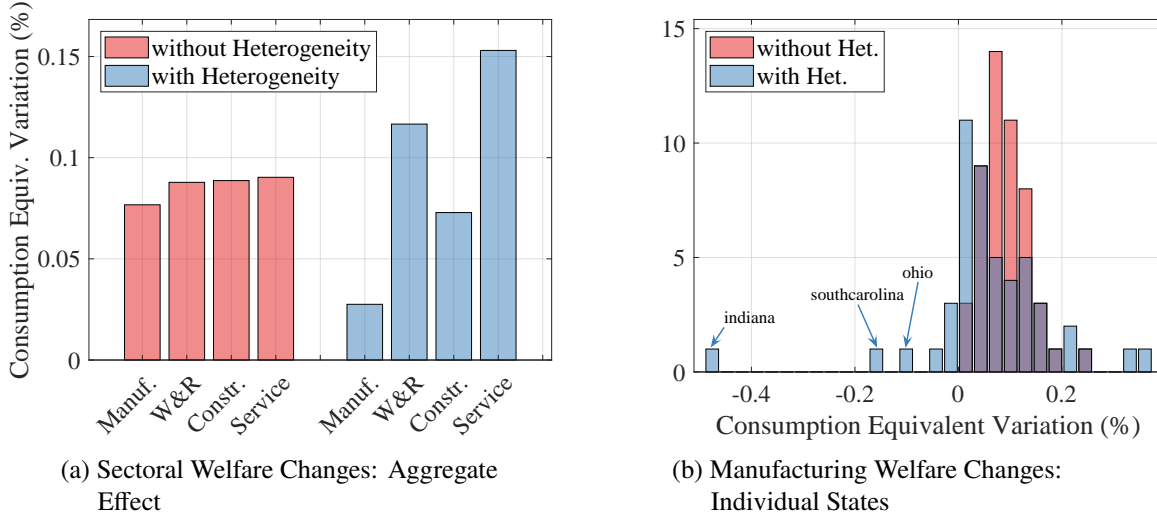 Consumption Equiv. Variation (%)
0.15
0.1
0.05
0
without Heterogeneity
with Heterogeneity
Manuf.
W&R
Constr.
Service
Manuf.
W&R
Constr.
Service
(a) Sectoral Welfare Changes: Aggregate
Effect
15
10
5
0
without Het.
with Het.
indiana
southcarolina
ohio
-0.4
-0.2
0
0.2
Consumption Equivalent Variation (%)
(b) Manufacturing Welfare Changes:
Individual States